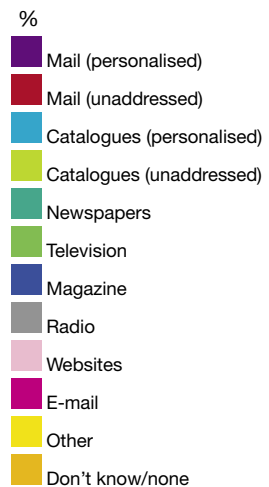 %
Mail (personalised)
Mail (unaddressed)
Catalogues (personalised)
Catalogues (unaddressed)
Newspapers
Television
Magazine
Radio
Websites
E-mail
Other
Don’t know/none